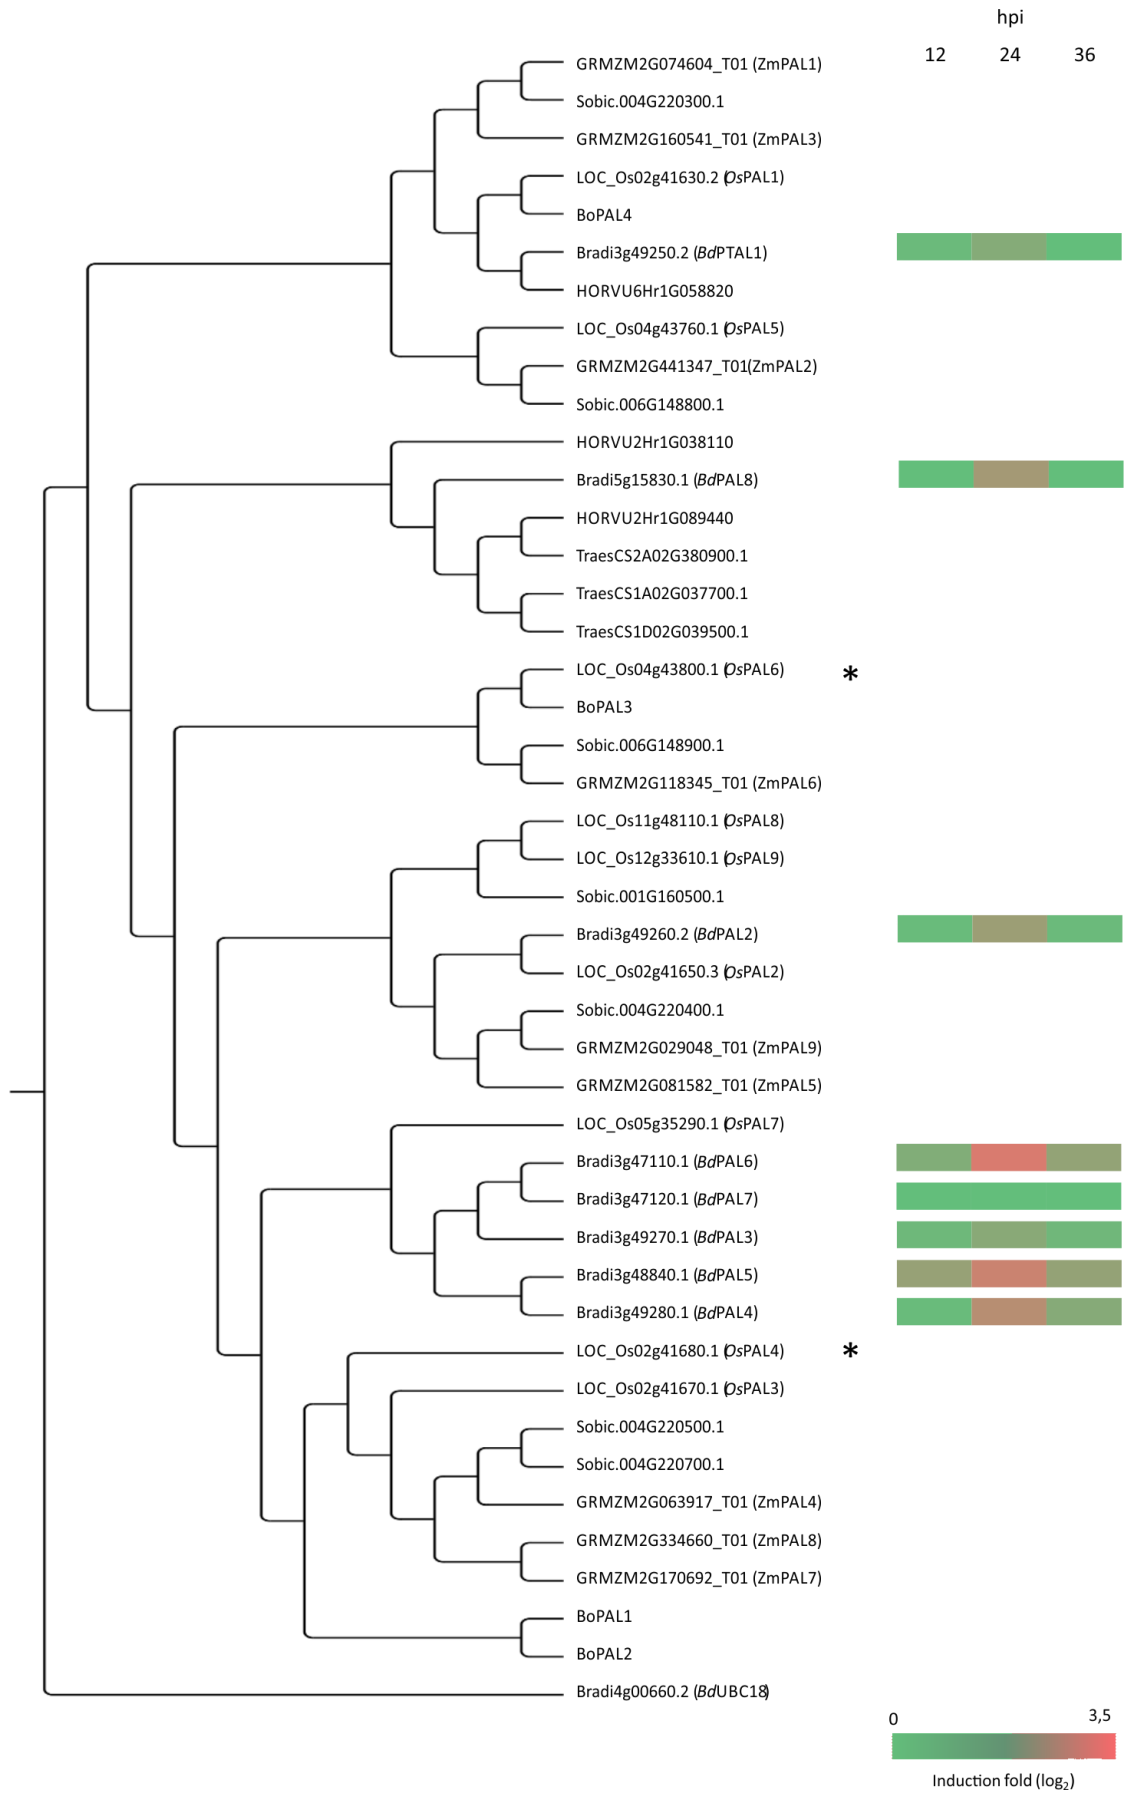 hpi
12 24 36
GRMZM2G074604_T01 (ZmPAL1)
Sobic.004G220300.1
GRMZM2G160541_T01 (ZmPAL3)
LOC_Os02g41630.2 (OsPAL1)
BoPAL4
Bradi3g49250.2 (BdPTAL1)
HORVU6Hr1G058820
LOC_Os04g43760.1 (OsPAL5)
GRMZM2G441347_T01(ZmPAL2)
Sobic.006G148800.1
HORVU2Hr1G038110
Bradi5g15830.1 (BdPAL8)
HORVU2Hr1G089440
TraesCS2A02G380900.1
TraesCS1A02G037700.1
TraesCS1D02G039500.1
LOC_Os04g43800.1 (OsPAL6) *
BoPAL3
Sobic.006G148900.1
GRMZM2G118345_T01 (ZmPAL6)
LOC_Os11g48110.1 (OsPAL8)
LOC_Os12g33610.1 (OsPAL9)
Sobic.001G160500.1
Bradi3g49260.2 (BdPAL2)
LOC_Os02g41650.3 (OsPAL2)
Sobic.004G220400.1
GRMZM2G029048_T01 (ZmPAL9)
GRMZM2G081582_T01 (ZmPAL5)
LOC_Os05g35290.1 (OsPAL7)
Bradi3g47110.1 (BdPAL6)
Bradi3g47120.1 (BdPAL7)
Bradi3g49270.1 (BdPAL3)
Bradi3g48840.1 (BdPAL5)
Bradi3g49280.1 (BdPAL4)
LOC_Os02g41680.1 (OsPAL4) *
LOC_Os02g41670.1 (OsPAL3)
Sobic.004G220500.1
Sobic.004G220700.1
GRMZM2G063917_T01 (ZmPAL4)
GRMZM2G334660_T01 (ZmPAL8)
GRMZM2G170692_T01 (ZmPAL7)
BoPAL1
BoPAL2
Bradi4g00660.2 (BdUBC18)
0 3,5
Induction fold (log₂)